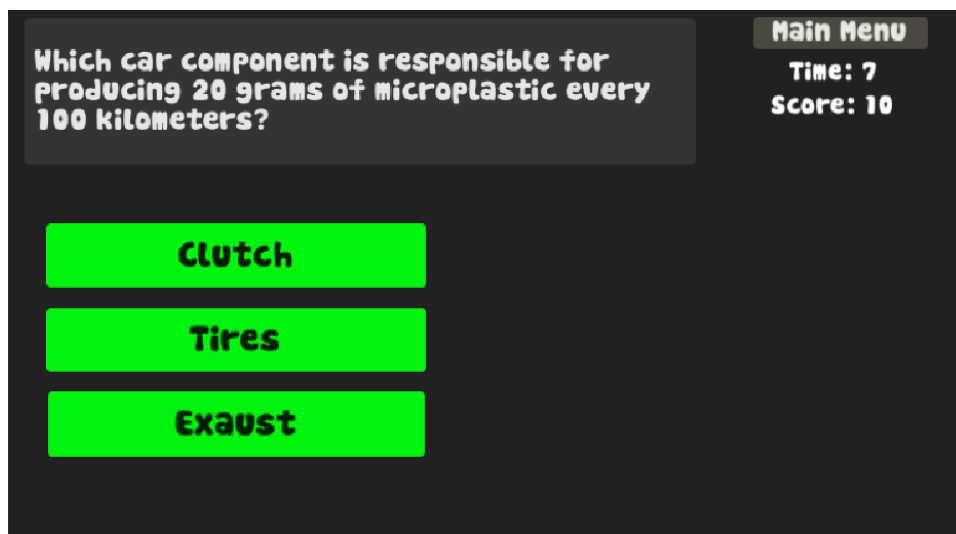 Which car component is responsible for
producing 20 grams of microplastic every
100 kilometers?
Main Menu
Time: 7
Score: 10
Clutch
Tires
Exaust